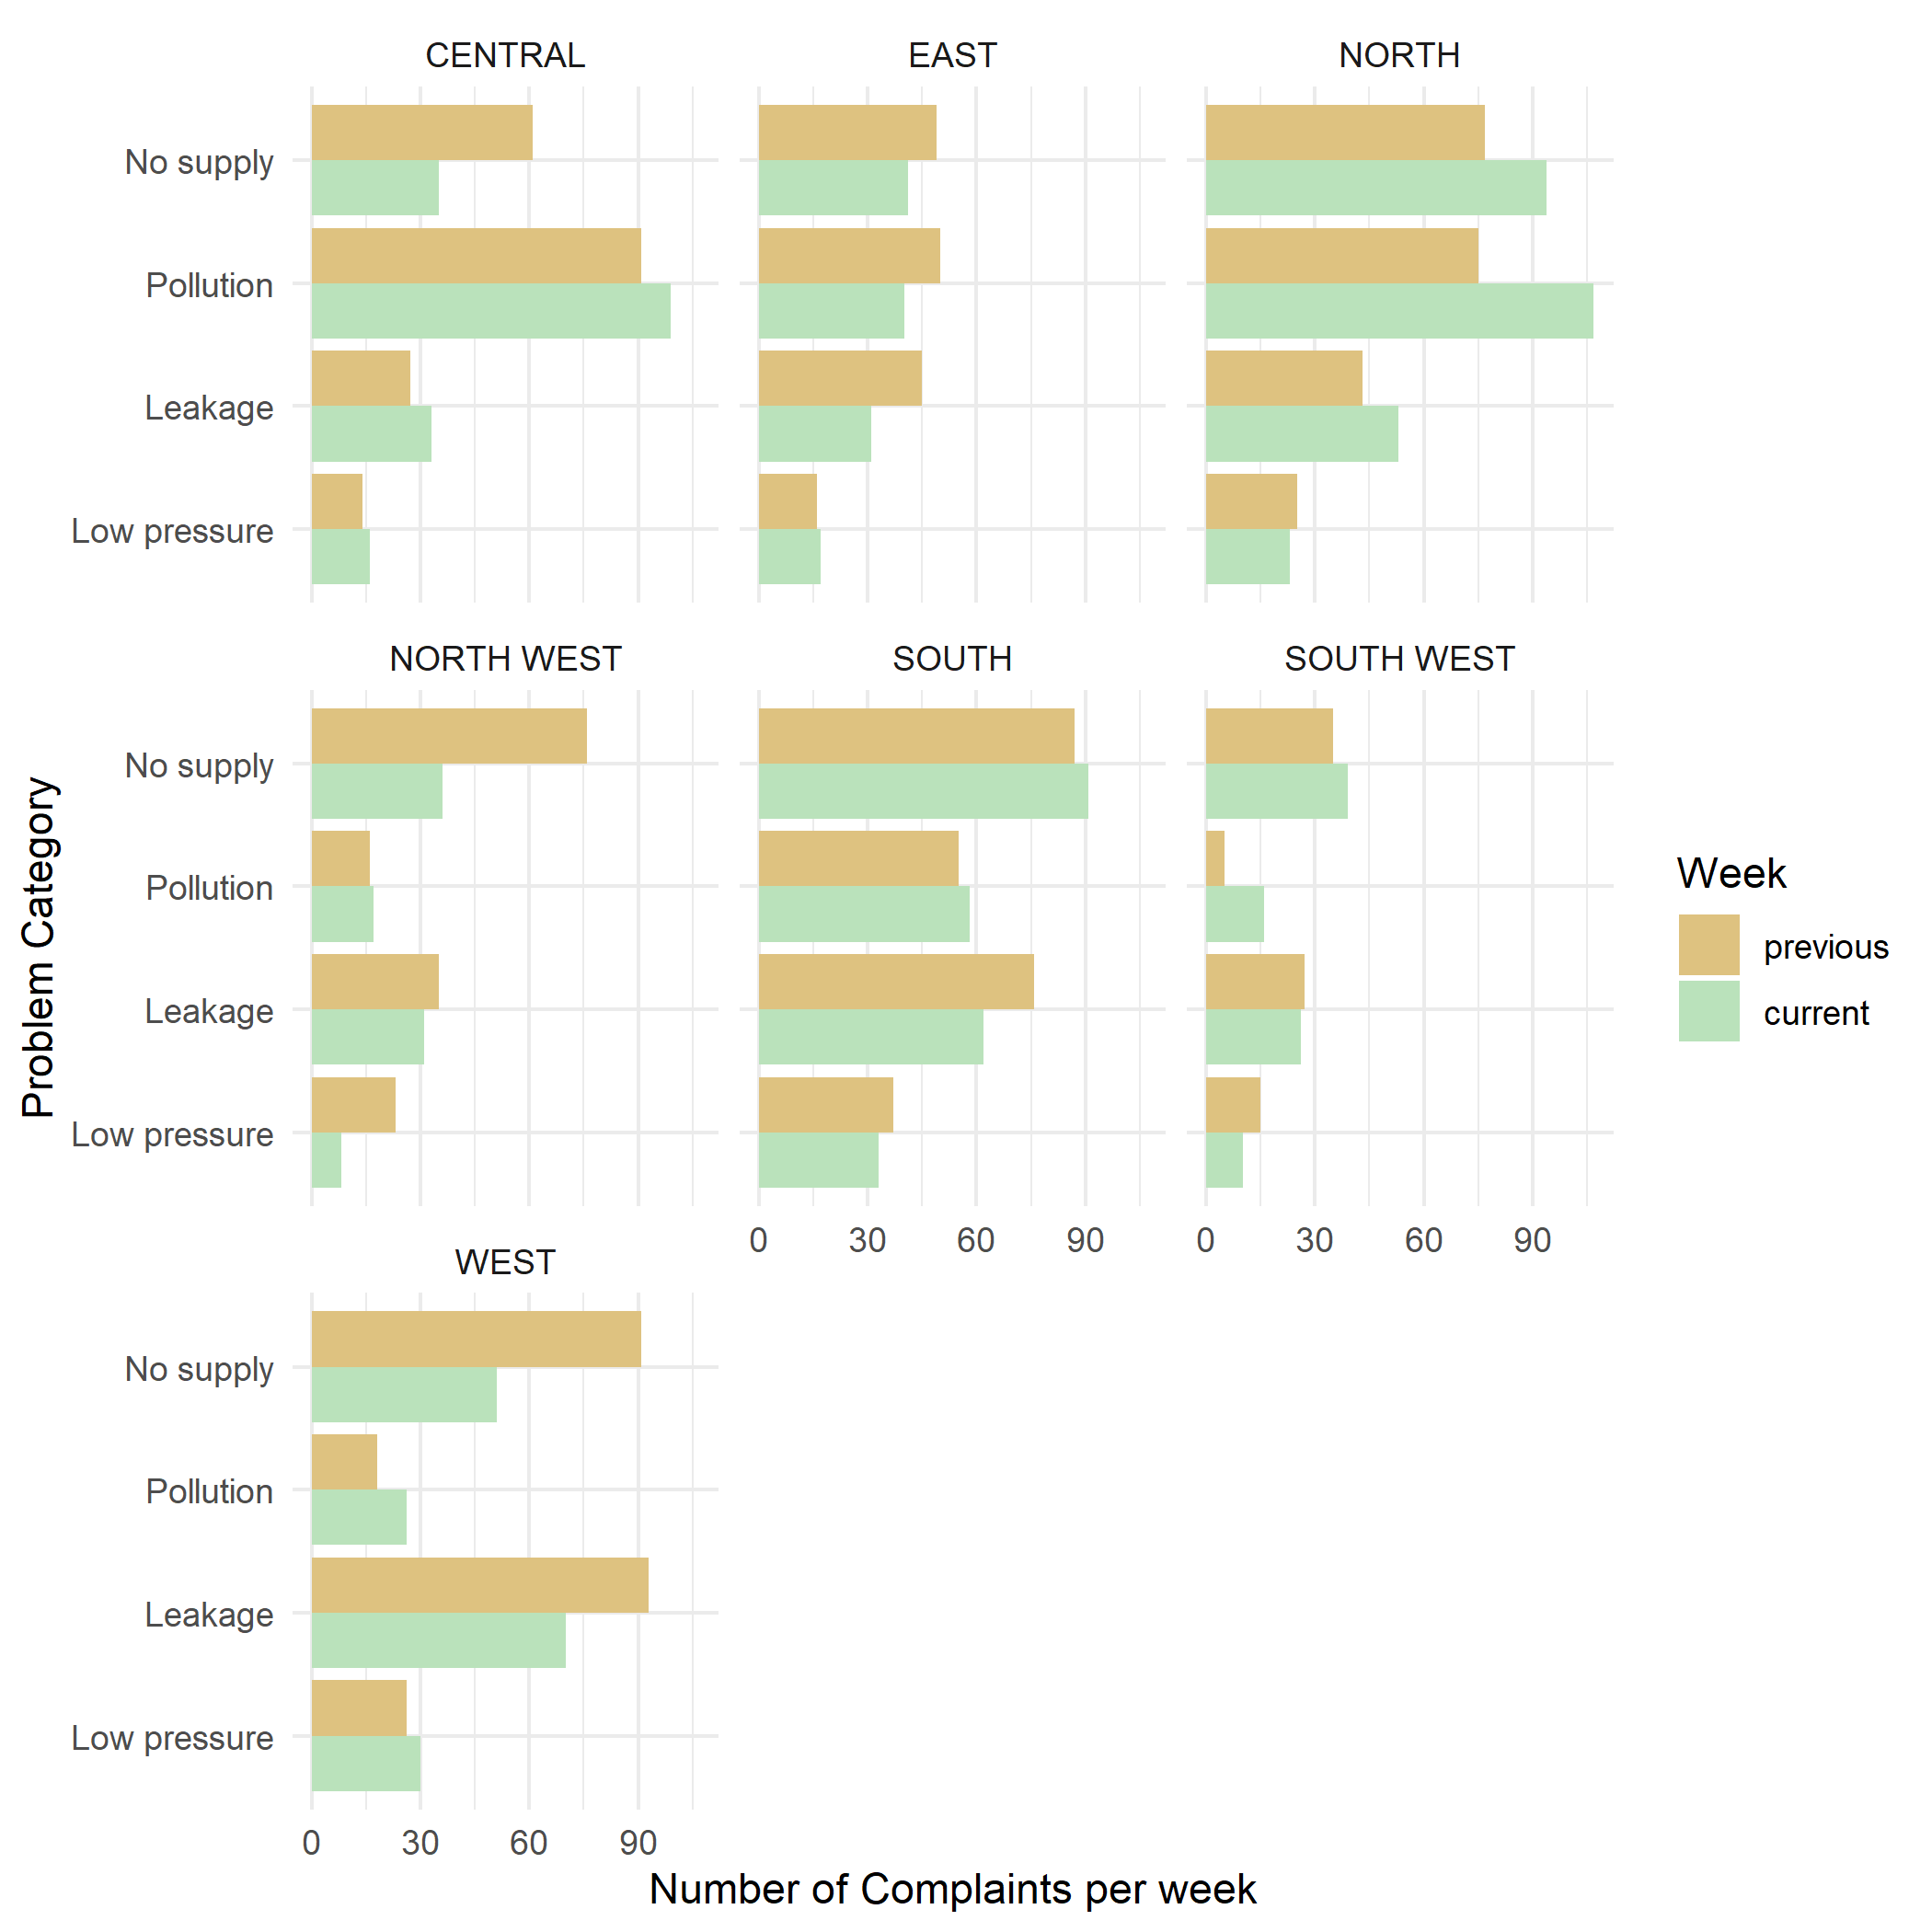 CENTRAL
EAST
NORTH
No supply
Pollution
Leakage
Low pressure
NORTH WEST
SOUTH
SOUTH WEST
No supply
Pollution
Leakage
Low pressure
0 30 60 90
0 30 60 90
WEST
No supply
Pollution
Leakage
Low pressure
0 30 60 90
Number of Complaints per week
Problem Category
Week
previous
current